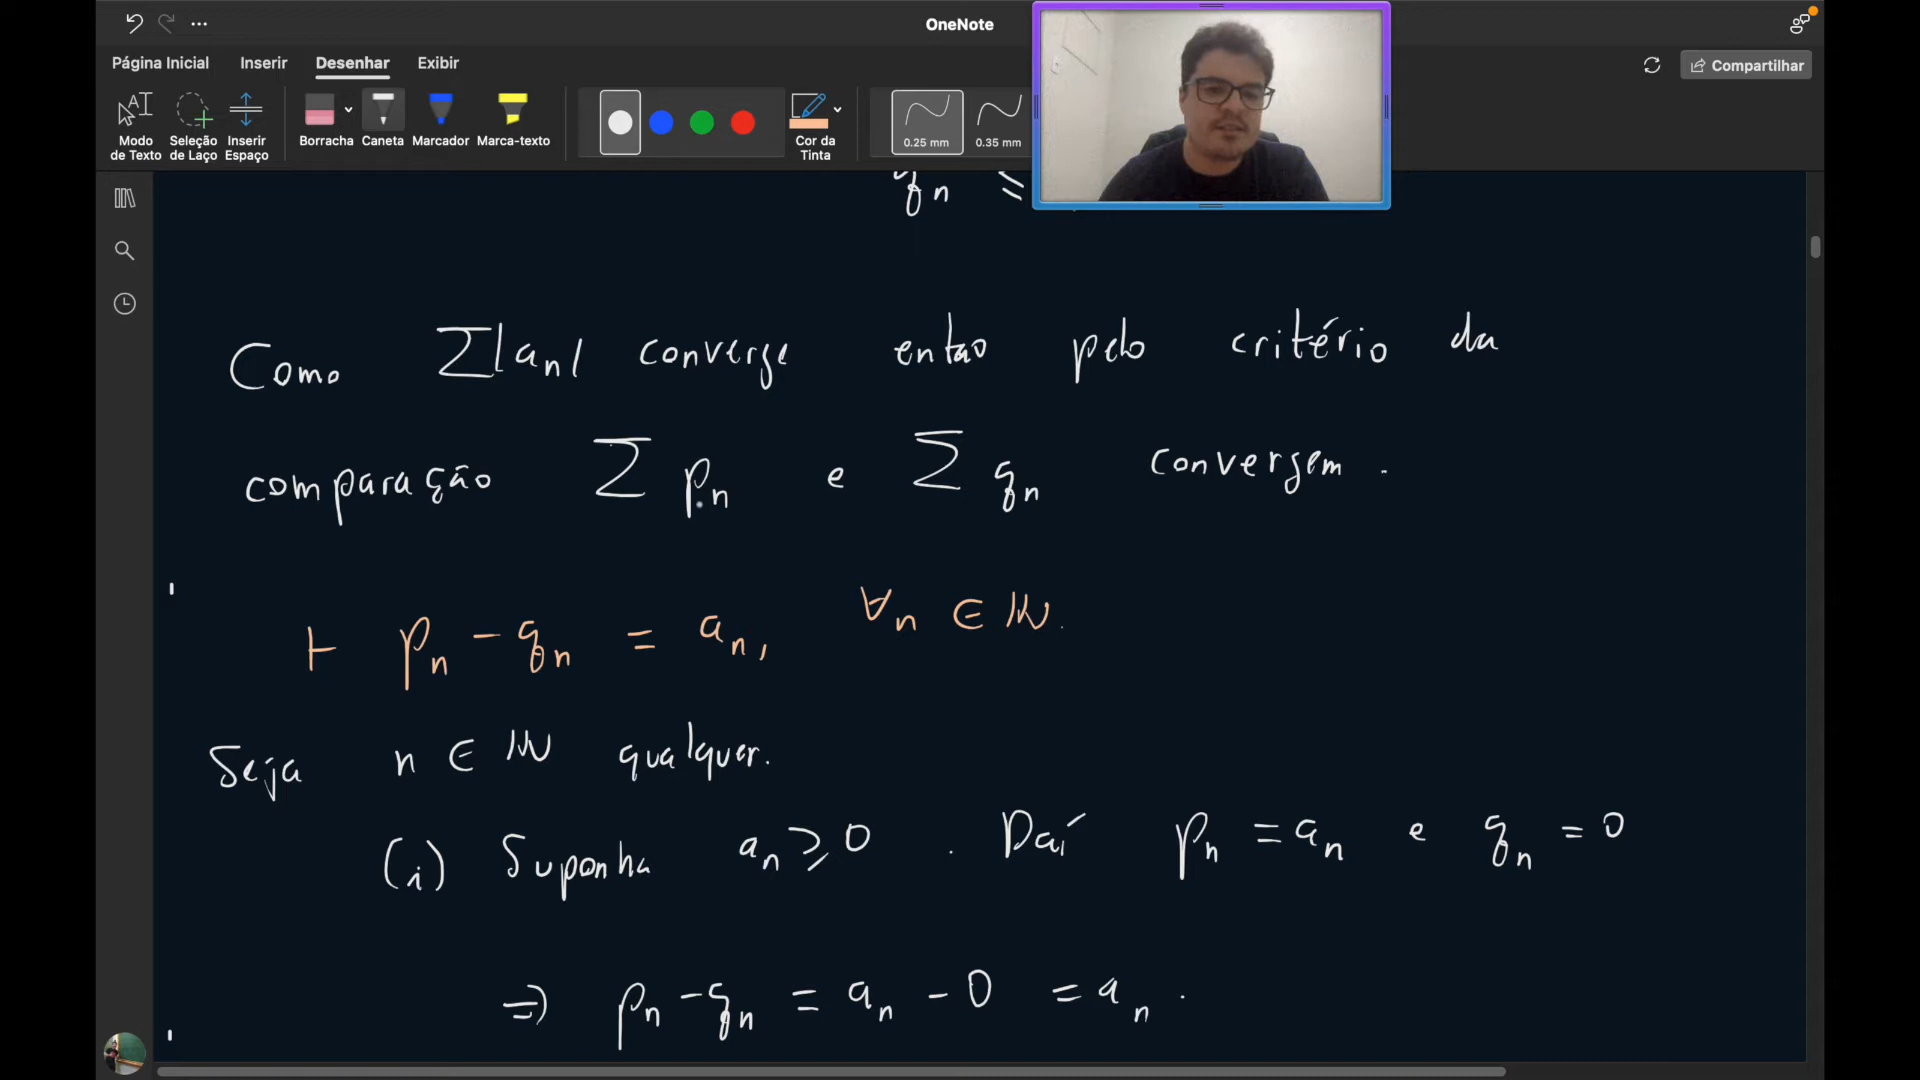 OneNote
Página Inicial Inserir Desenhar Exibir
Compartilhar
Modo de Texto Seleção de Laço Inserir Espaço Borracha Caneta Marcador Marca-texto Cor da Tinta 0.25 mm 0.35 mm
qn ≤
Como ∑|an| converge entao pelo critério da
comparação ∑ pn e ∑ qn convergem.
⊢ pn - qn = an, ∀n ∈ ℕ.
Seja n ∈ ℕ qualquer.
(i) Suponha an ≥ 0. Daí pn = an e qn = 0
⇒ pn - qn = an - 0 = an.